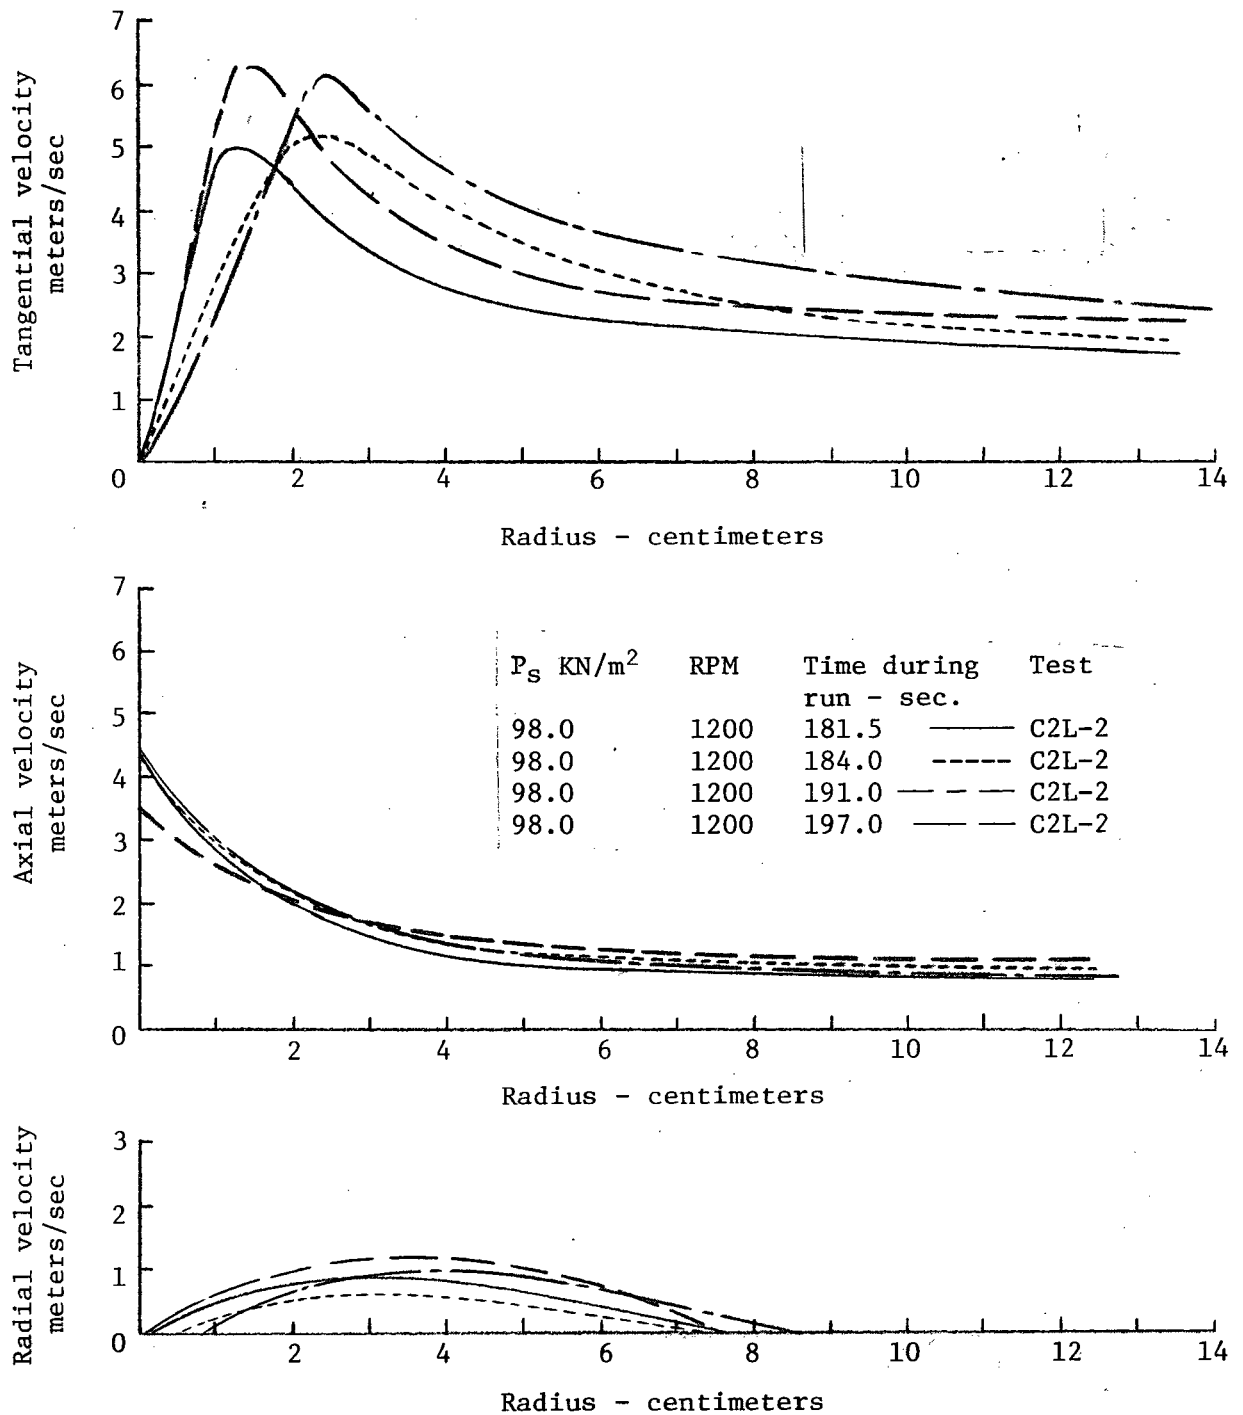 7
6
5
4
3
2
1
0
Tangential velocity
meters/sec
2
4
6
8
10
12
14
Radius - centimeters
7
6
5
4
3
2
1
0
Axial velocity
meters/sec
Ps KN/m2 RPM Time during Test
run - sec.
98.0 1200 181.5 C2L-2
98.0 1200 184.0 C2L-2
98.0 1200 191.0 C2L-2
98.0 1200 197.0 C2L-2
2
4
6
8
10
12
14
Radius - centimeters
3
2
1
0
Radial velocity
meters/sec
2
4
6
8
10
12
14
Radius - centimeters